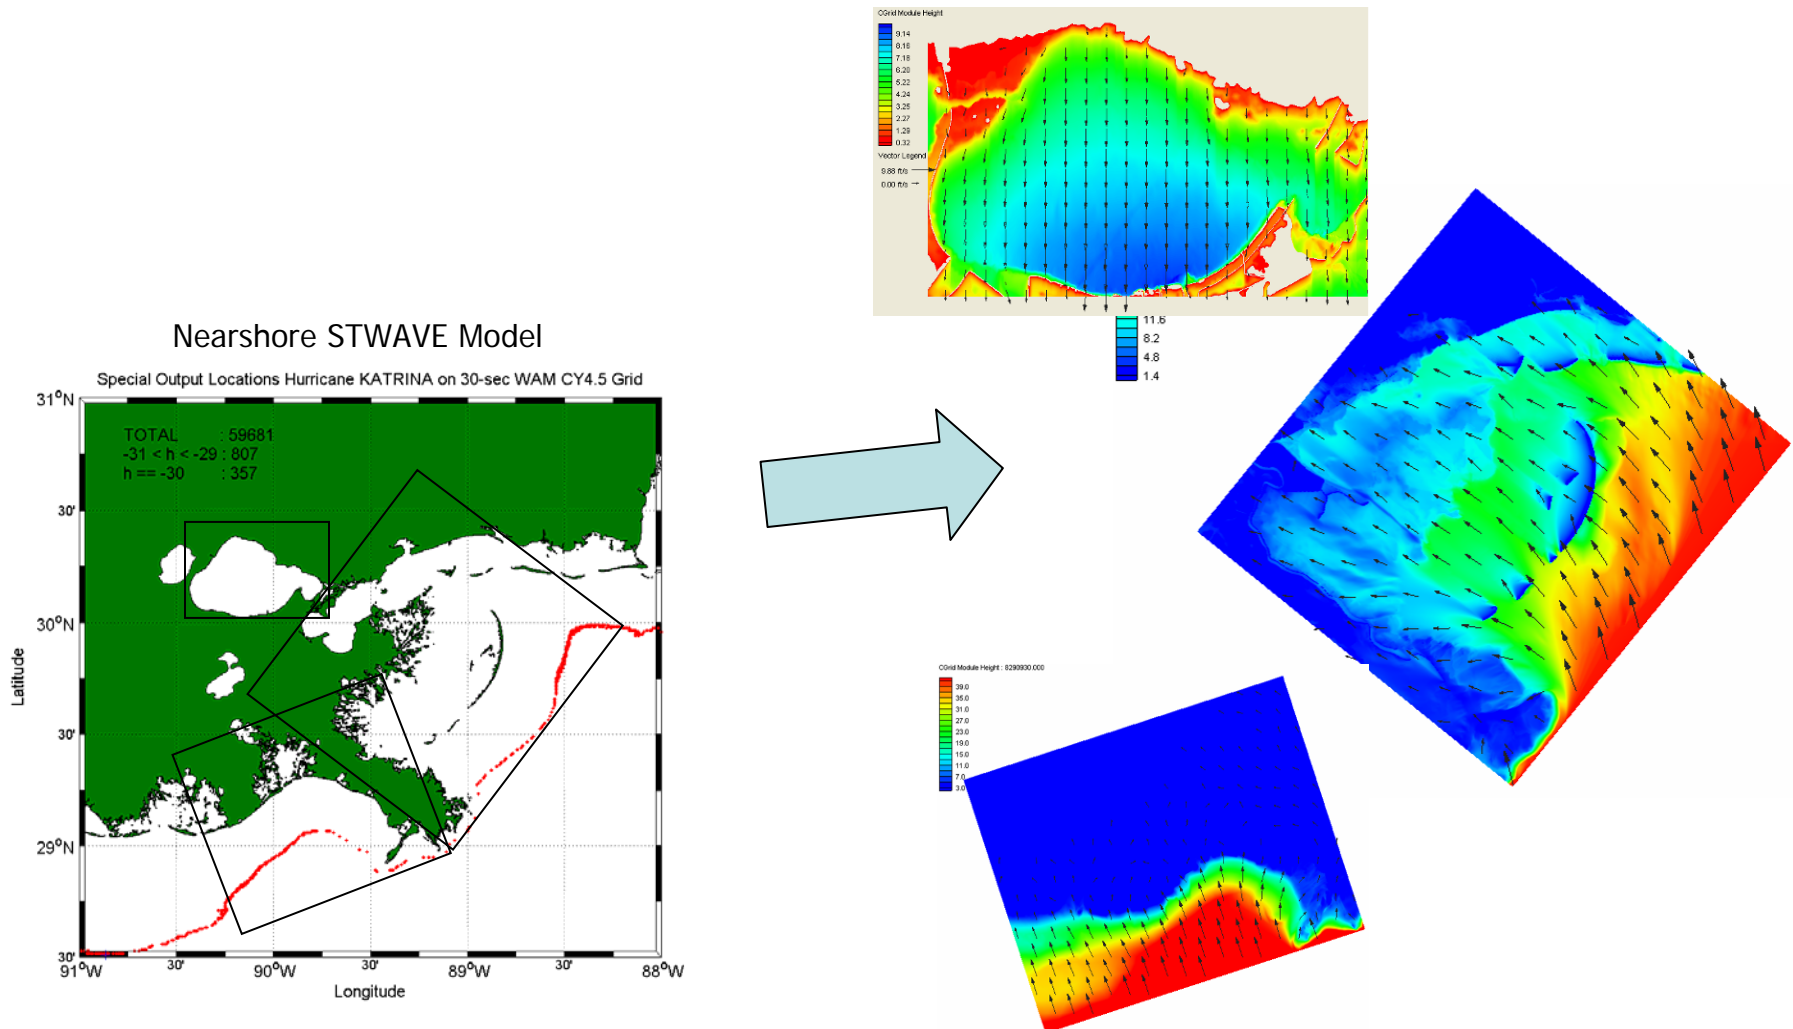 Nearshore STWAVE Model
Special Output Locations Hurricane KATRINA on 30-sec WAM CY4.5 Grid
31°N
TOTAL : 59681
-31 < h < -29 : 807
h == -30 : 357
30'
30°N
30'
29°N
30'
91°W 30' 90°W 30' 89°W 30' 88°W
Latitude
Longitude
CGrid Module Height
9.14
8.16
7.18
6.20
5.22
4.24
3.25
2.27
1.29
0.32
Vector Legend
9.88 ft/s
0.00 ft/s
11.6
8.2
4.8
1.4
CGrid Module Height : 8290930.000
39.0
35.0
31.0
27.0
23.0
19.0
15.0
11.0
7.0
3.0